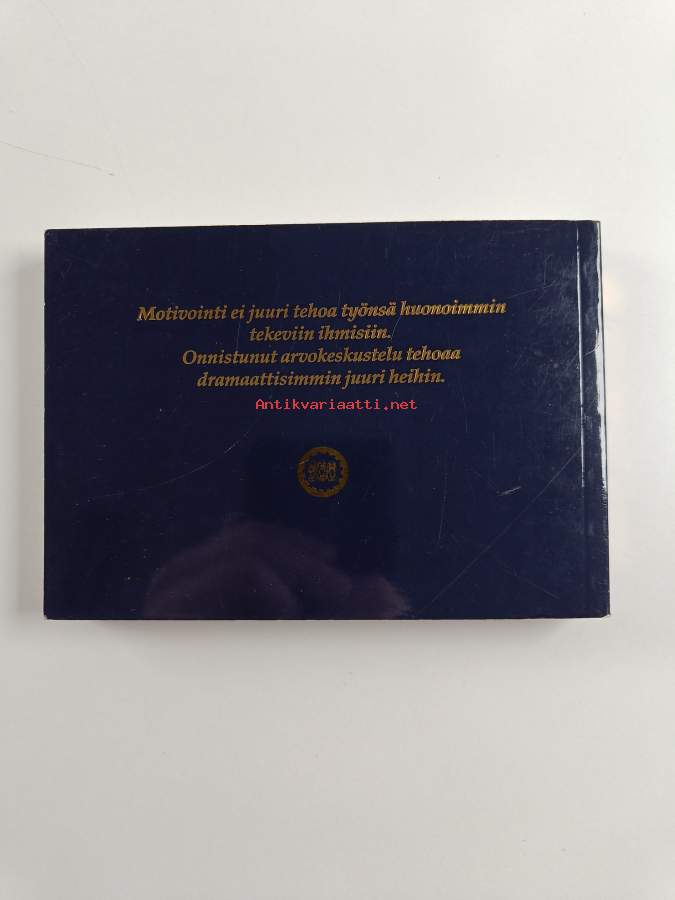 Motivointi ei juuri tehoa työnsä huonoimmin
tekeviin ihmisiin.
Onnistunut arvokeskustelu tehoaa
dramaattisimmin juuri heihin.
Antikvariaatti.net